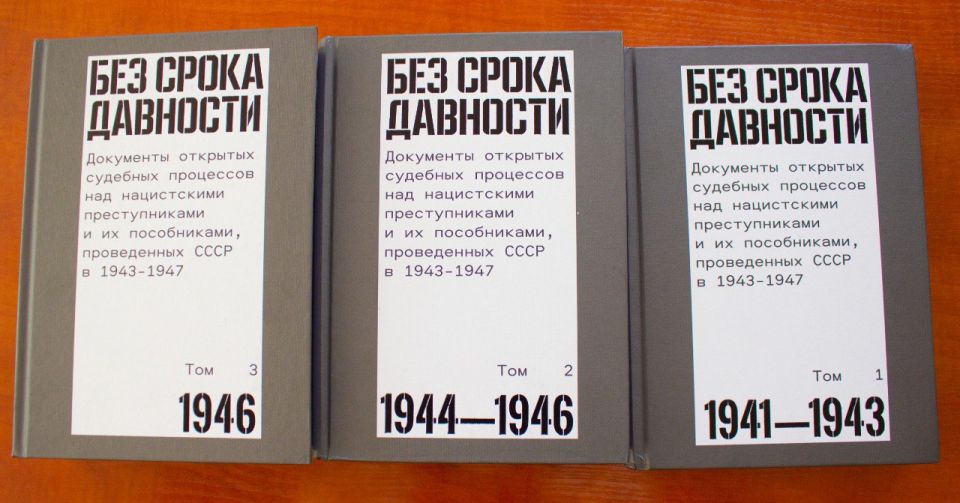 БЕЗ СРОКА
ДАВНОСТИ
Документы открытых
судебных процессов
над нацистскими
преступниками
и их пособниками,
проведенных СССР
в 1943-1947
Том 3
1946
БЕЗ СРОКА
ДАВНОСТИ
Документы открытых
судебных процессов
над нацистскими
преступниками
и их пособниками,
проведенных СССР
в 1943-1947
Том 2
1944—1946
БЕЗ СРОКА
ДАВНОСТИ
Документы открытых
судебных процессов
над нацистскими
преступниками
и их пособниками,
проведенных СССР
в 1943-1947
Том 1
1941—1943